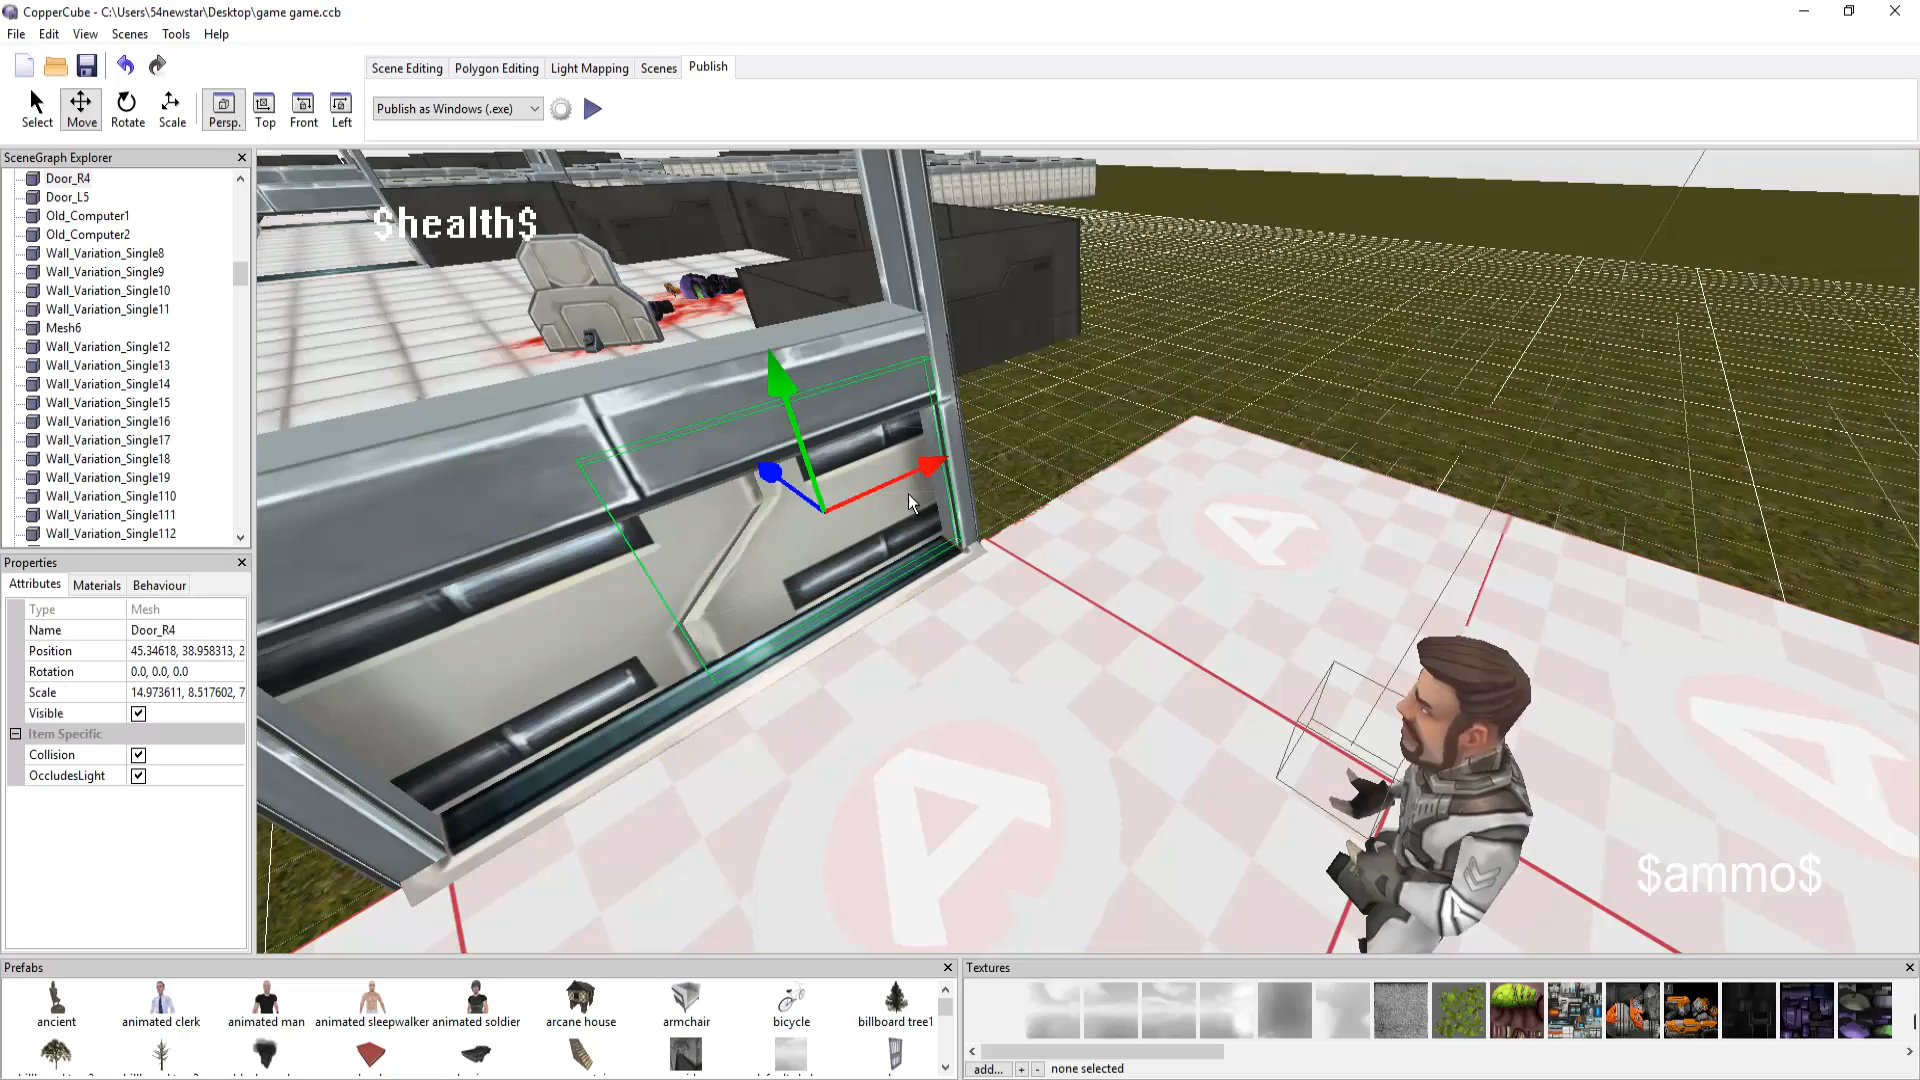 CopperCube - C:\Users\54newstar\Desktop\game game.ccb
File Edit View Scenes Tools Help
Scene Editing Polygon Editing Light Mapping Scenes Publish
Select Move Rotate Scale Persp. Top Front Left
Publish as Windows (.exe)
SceneGraph Explorer
Door_R4
Door_L5
Old_Computer1
Old_Computer2
Wall_Variation_Single8
Wall_Variation_Single9
Wall_Variation_Single10
Wall_Variation_Single11
Mesh6
Wall_Variation_Single12
Wall_Variation_Single13
Wall_Variation_Single14
Wall_Variation_Single15
Wall_Variation_Single16
Wall_Variation_Single17
Wall_Variation_Single18
Wall_Variation_Single19
Wall_Variation_Single110
Wall_Variation_Single111
Wall_Variation_Single112
Properties
Attributes Materials Behaviour
Type Mesh
Name Door_R4
Position 45.34618, 38.958313, 2
Rotation 0.0, 0.0, 0.0
Scale 14.973611, 8.517602, 7
Visible
Item Specific
Collision
OccludesLight
$health$
A
A
A
$ammo$
Prefabs
ancient animated clerk animated man animated sleepwalker animated soldier arcane house armchair bicycle billboard tree1
Textures
add... + - none selected